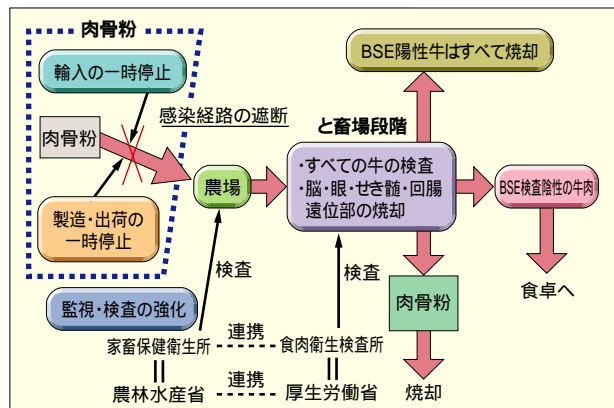 肉骨粉
輸入の一時停止
BSE陽性牛はすべて焼却
感染経路の遮断
と畜場段階
肉骨粉
農場
・すべての牛の検査
・脳・眼・せき髄・回腸
遠位部の焼却
BSE検査陰性の牛肉
製造・出荷の
一時停止
検査
検査
食卓へ
肉骨粉
監視・検査の強化
家畜保健衛生所
連携
食肉衛生検査所
農林水産省
連携
厚生労働省
焼却